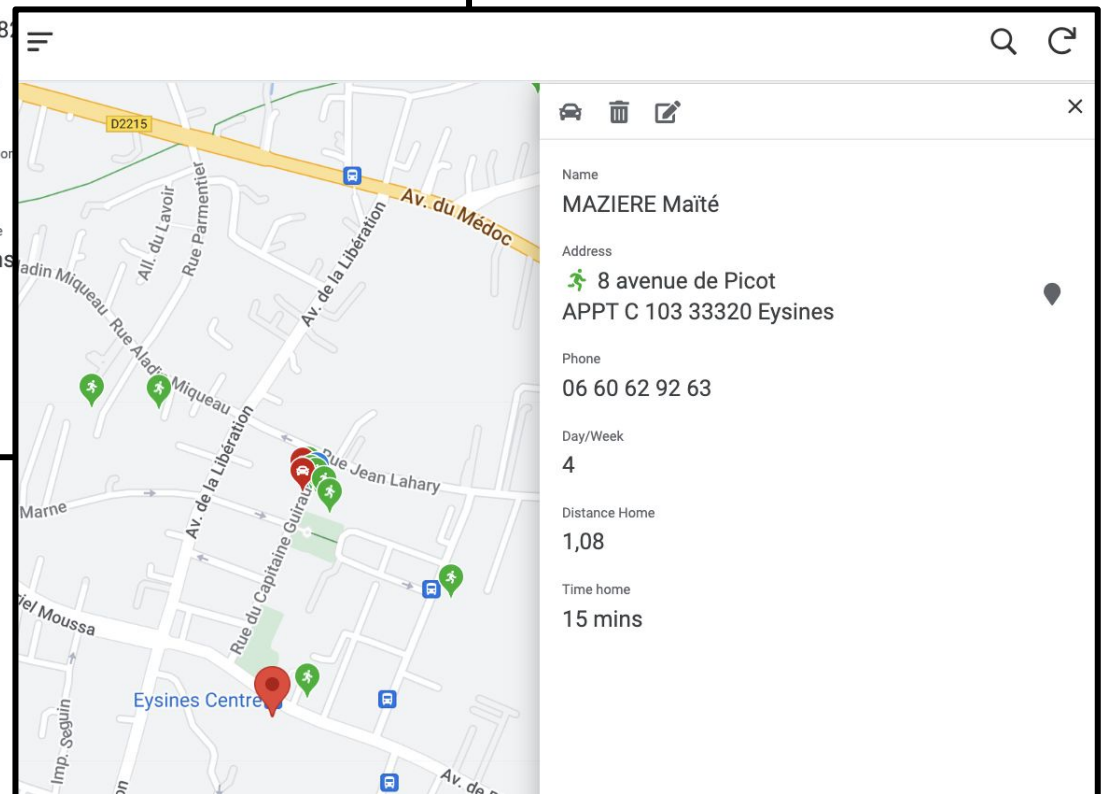 D2215
Av. du Médoc
All. du Lavoir
Rue Parmentier
Av. de la Libération
Rue Aladin Miqueau
Av. de la Libération
Rue Jean Lahary
Marne
Rue du Capitaine Guiraud
Moussa
Eysines Centre
Imp. Seguin
Av. de
Name
MAZIERE Maïté
Address
8 avenue de Picot
APPT C 103 33320 Eysines
Phone
06 60 62 92 63
Day/Week
4
Distance Home
1,08
Time home
15 mins